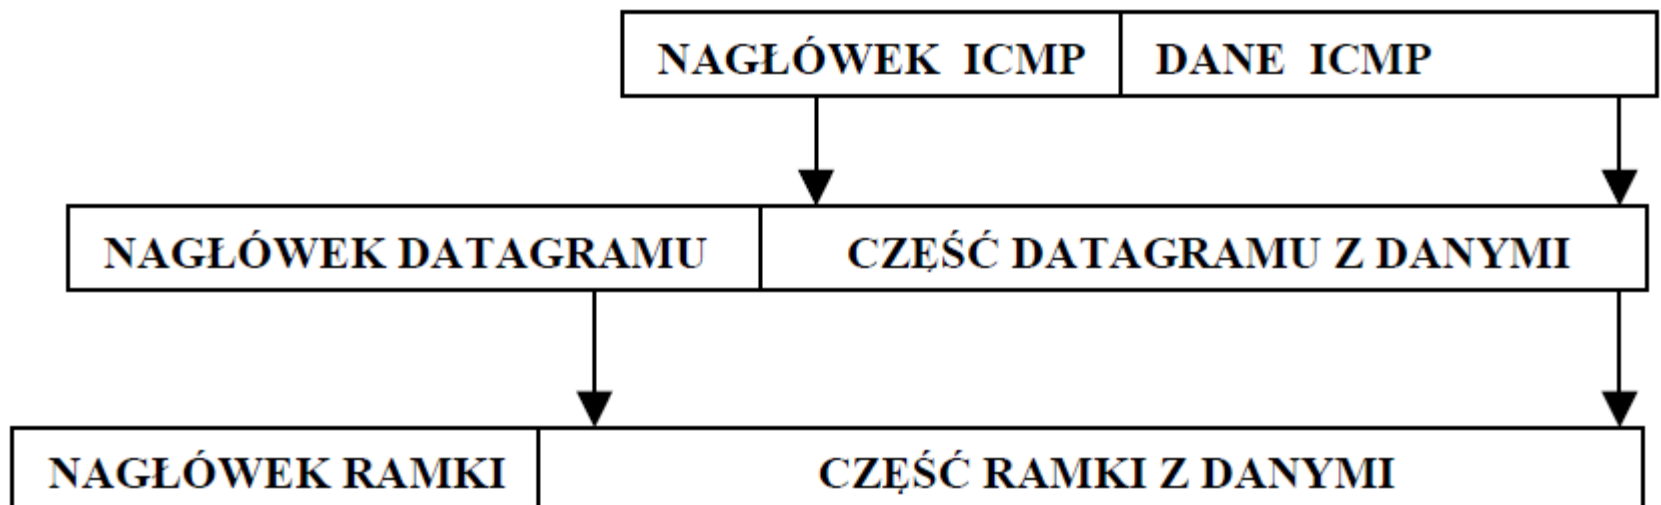 NAGŁÓWEK ICMP DANE ICMP
NAGŁÓWEK DATAGRAMU CZĘŚĆ DATAGRAMU Z DANYMI
NAGŁÓWEK RAMKI CZĘŚĆ RAMKI Z DANYMI